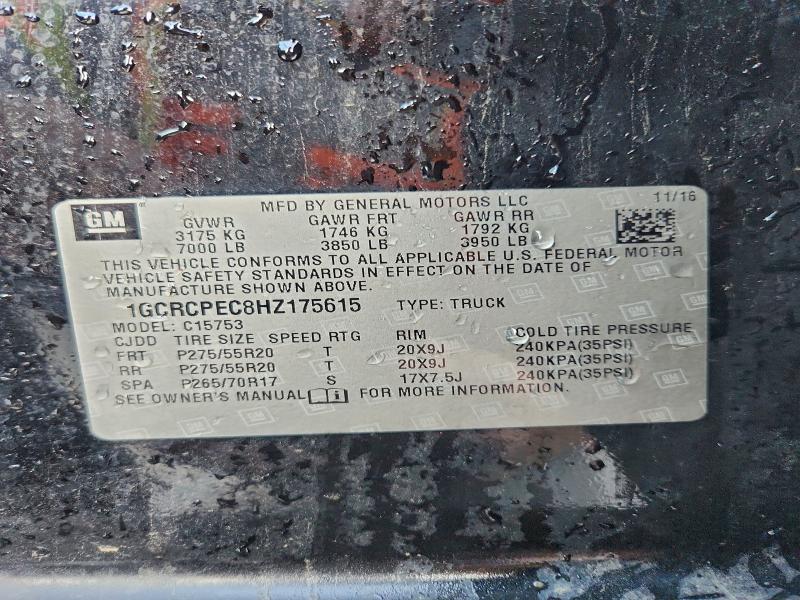 GM
MFD BY GENERAL MOTORS LLC 11/16
GVWR GAWR FRT GAWR RR
3175 KG 1746 KG 1792 KG
7000 LB 3850 LB 3950 LB
THIS VEHICLE CONFORMS TO ALL APPLICABLE U.S. FEDERAL MOTOR
VEHICLE SAFETY STANDARDS IN EFFECT ON THE DATE OF
MANUFACTURE SHOWN ABOVE.
1GCRCPEC8HZ175615 TYPE: TRUCK
MODEL: C15753
CJDD TIRE SIZE SPEED RTG RIM COLD TIRE PRESSURE
FRT P275/55R20 T 20X9J 240KPA(35PSI)
RR P275/55R20 T 20X9J 240KPA(35PSI)
SPA P265/70R17 S 17X7.5J 240KPA(35PSI)
SEE OWNER'S MANUAL FOR MORE INFORMATION.